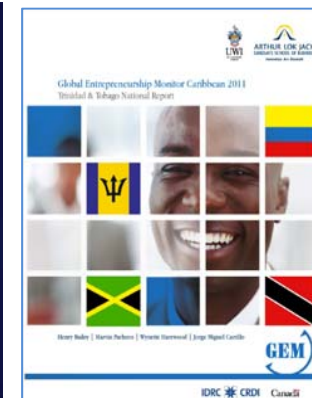 UWI
ARTHUR LOK JACK
Global Entrepreneurship Monitor Caribbean 2011
Trinidad & Tobago National Report
Henry Bailey | Marvin Pacheco | Wynette Harewood | Jorge Miguel Carrillo
GEM
IDRC CRDI Canada